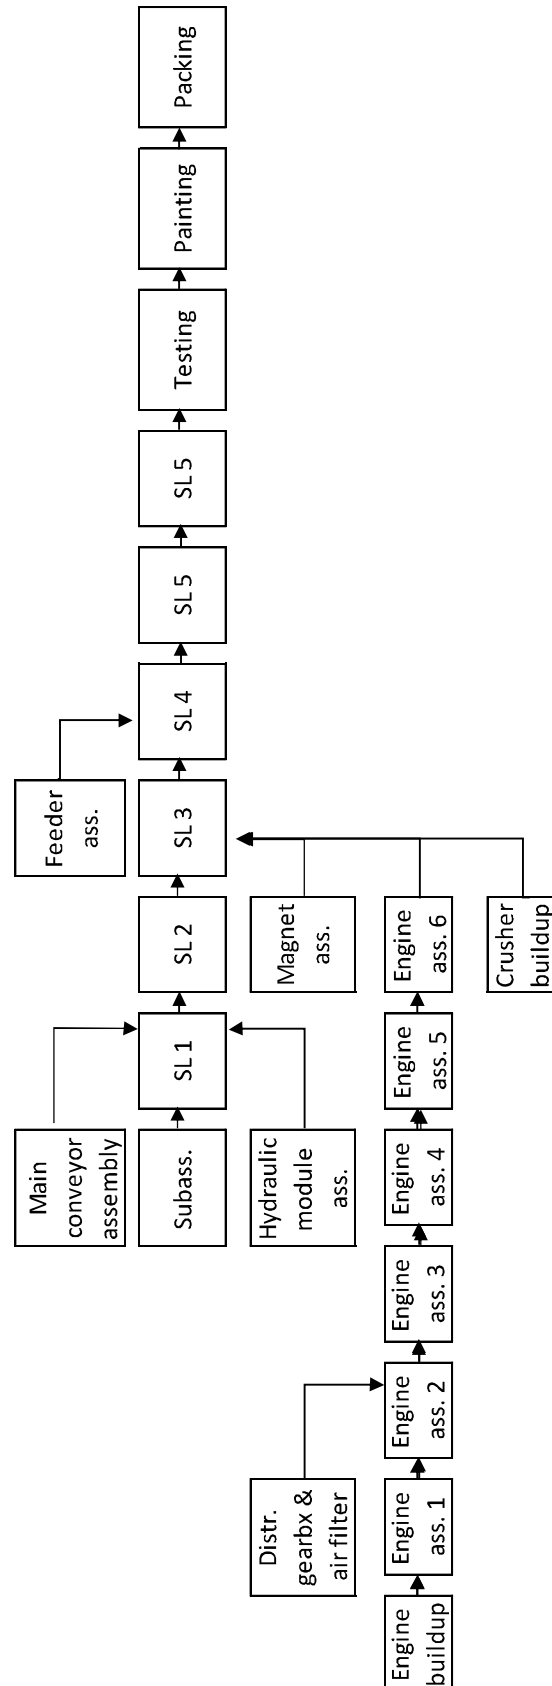 Main
conveyor
assembly
Feeder
ass.
Subass.
SL 1
SL 2
SL 3
SL 4
SL 5
SL 5
Testing
Painting
Packing
Hydraulic
module
ass.
Magnet
ass.
Distr.
gearbx &
air filter
Engine
buildup
Engine
ass. 1
Engine
ass. 2
Engine
ass. 3
Engine
ass. 4
Engine
ass. 5
Engine
ass. 6
Crusher
buildup